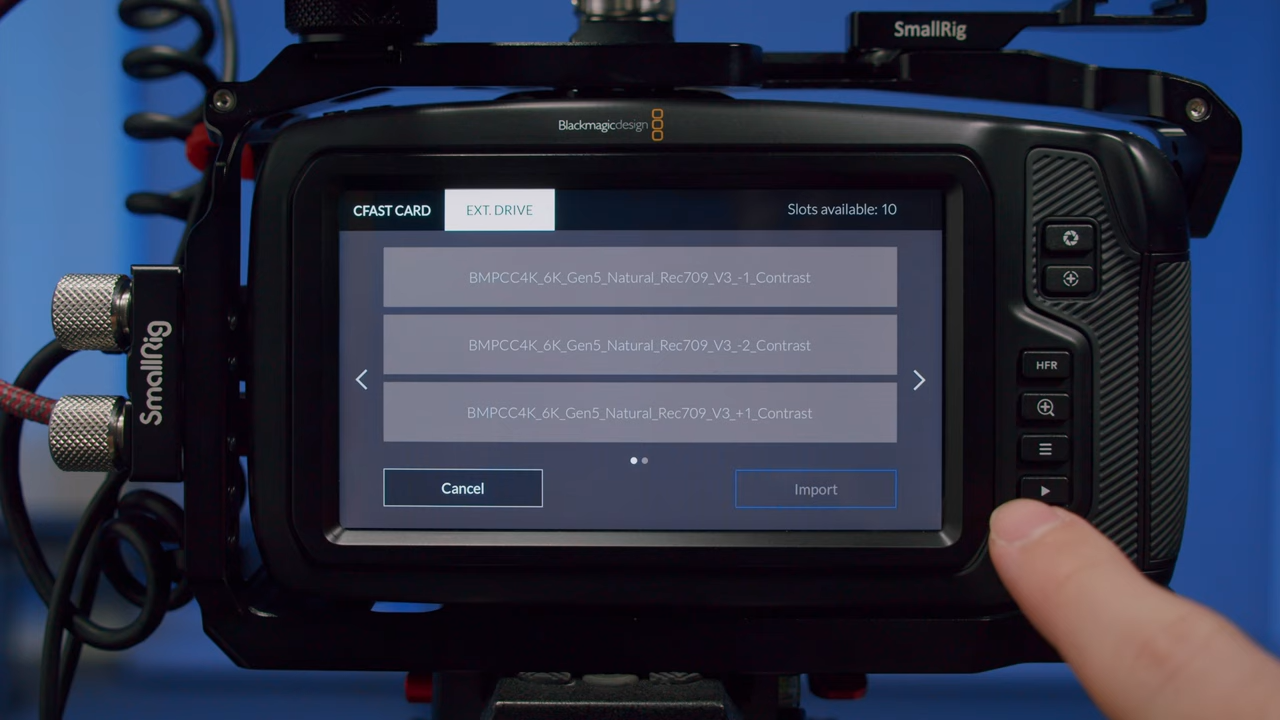 SmallRig
Blackmagicdesign
CFAST CARD
EXT. DRIVE
Slots available: 10
BMPCC4K_6K_Gen5_Natural_Rec709_V3_-1_Contrast
BMPCC4K_6K_Gen5_Natural_Rec709_V3_-2_Contrast
BMPCC4K_6K_Gen5_Natural_Rec709_V3_+1_Contrast
Cancel
Import
HFR
SmallRig